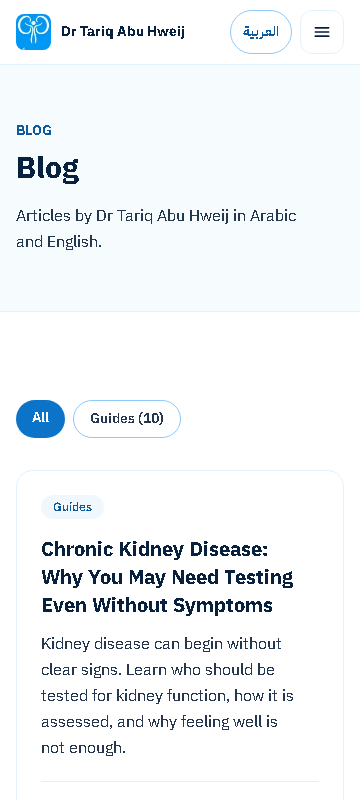 Dr Tariq Abu Hweij
العربية
BLOG
Blog
Articles by Dr Tariq Abu Hweij in Arabic
and English.
All
Guides (10)
Guides
Chronic Kidney Disease:
Why You May Need Testing
Even Without Symptoms
Kidney disease can begin without
clear signs. Learn who should be
tested for kidney function, how it is
assessed, and why feeling well is
not enough.